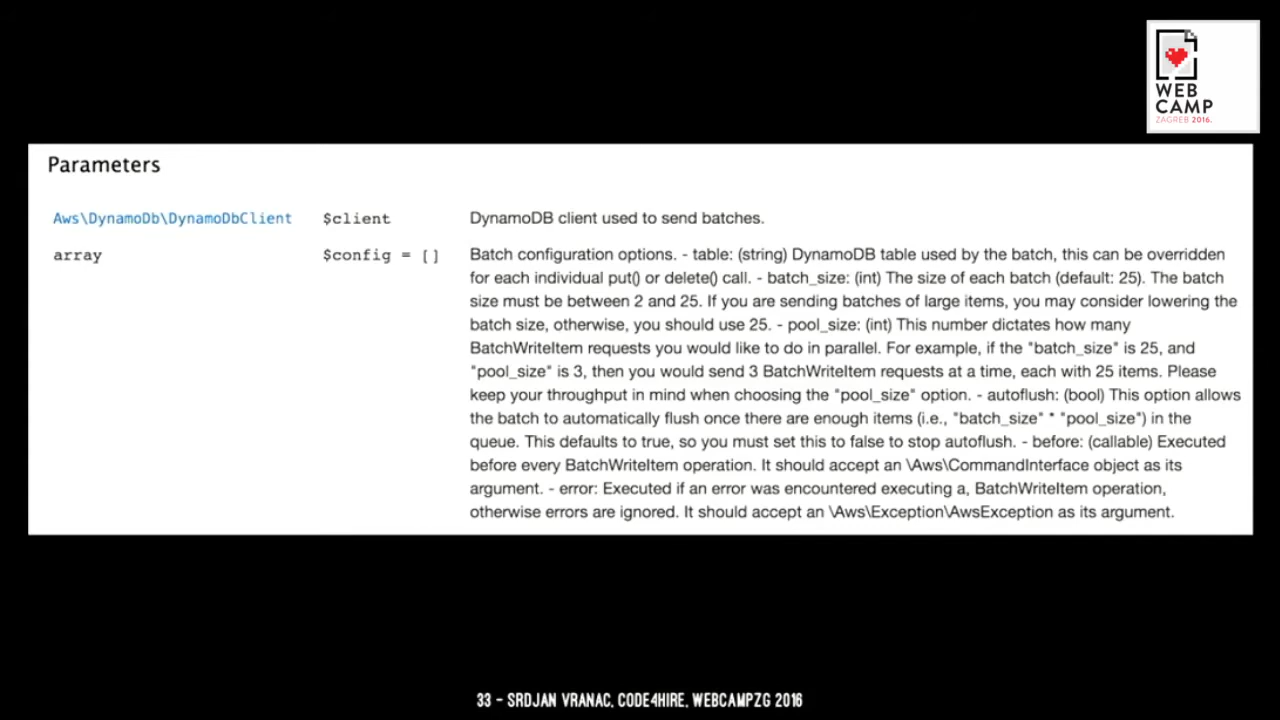 WEB
CAMP
ZAGREB 2016.
Parameters
Aws\DynamoDb\DynamoDbClient $client DynamoDB client used to send batches.
array $config = [] Batch configuration options. - table: (string) DynamoDB table used by the batch, this can be overridden
for each individual put() or delete() call. - batch_size: (int) The size of each batch (default: 25). The batch
size must be between 2 and 25. If you are sending batches of large items, you may consider lowering the
batch size, otherwise, you should use 25. - pool_size: (int) This number dictates how many
BatchWriteItem requests you would like to do in parallel. For example, if the "batch_size" is 25, and
"pool_size" is 3, then you would send 3 BatchWriteItem requests at a time, each with 25 items. Please
keep your throughput in mind when choosing the "pool_size" option. - autoflush: (bool) This option allows
the batch to automatically flush once there are enough items (i.e., "batch_size" * "pool_size") in the
queue. This defaults to true, so you must set this to false to stop autoflush. - before: (callable) Executed
before every BatchWriteItem operation. It should accept an \Aws\CommandInterface object as its
argument. - error: Executed if an error was encountered executing a, BatchWriteItem operation,
otherwise errors are ignored. It should accept an \Aws\Exception\AwsException as its argument.
33 - SRDJAN VRANAC, CODE4HIRE, WEBCAMPZG 2016